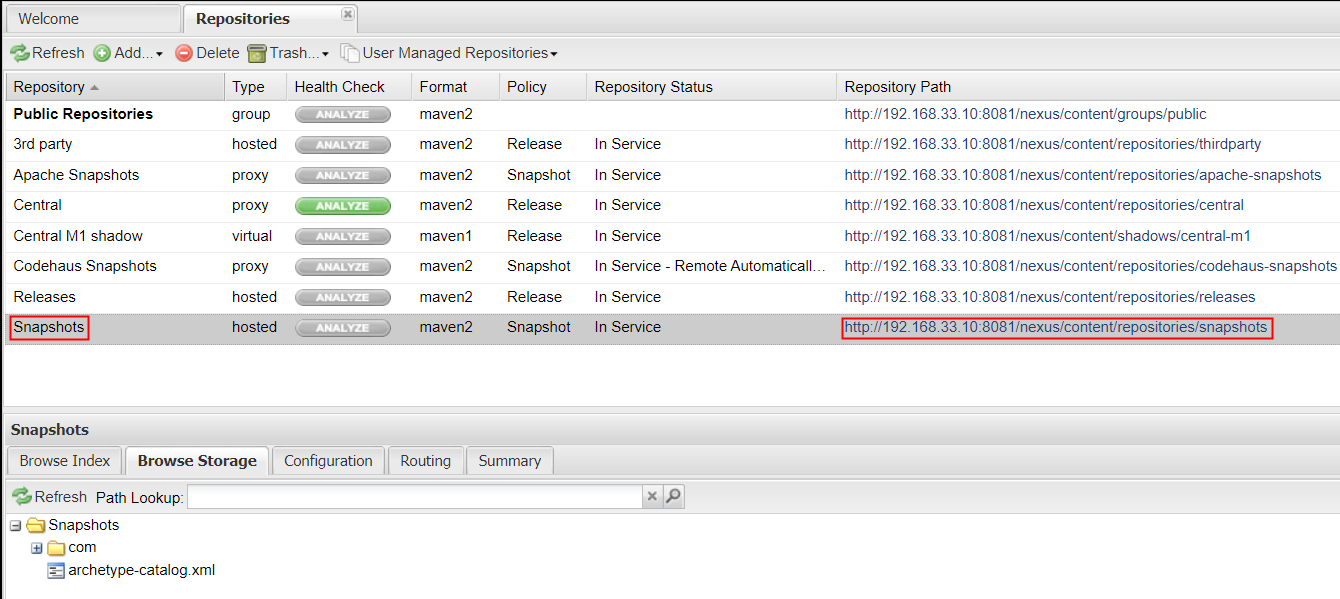 Welcome Repositories
Refresh Add... Delete Trash... User Managed Repositories
Repository Type Health Check Format Policy Repository Status Repository Path
Public Repositories group ANALYZE maven2 http://192.168.33.10:8081/nexus/content/groups/public
3rd party hosted ANALYZE maven2 Release In Service http://192.168.33.10:8081/nexus/content/repositories/thirdparty
Apache Snapshots proxy ANALYZE maven2 Snapshot In Service http://192.168.33.10:8081/nexus/content/repositories/apache-snapshots
Central proxy ANALYZE maven2 Release In Service http://192.168.33.10:8081/nexus/content/repositories/central
Central M1 shadow virtual ANALYZE maven1 Release In Service http://192.168.33.10:8081/nexus/content/shadows/central-m1
Codehaus Snapshots proxy ANALYZE maven2 Snapshot In Service - Remote Automaticall... http://192.168.33.10:8081/nexus/content/repositories/codehaus-snapshots
Releases hosted ANALYZE maven2 Release In Service http://192.168.33.10:8081/nexus/content/repositories/releases
Snapshots hosted ANALYZE maven2 Snapshot In Service http://192.168.33.10:8081/nexus/content/repositories/snapshots
Snapshots
Browse Index Browse Storage Configuration Routing Summary
Refresh Path Lookup:
Snapshots
com
archetype-catalog.xml